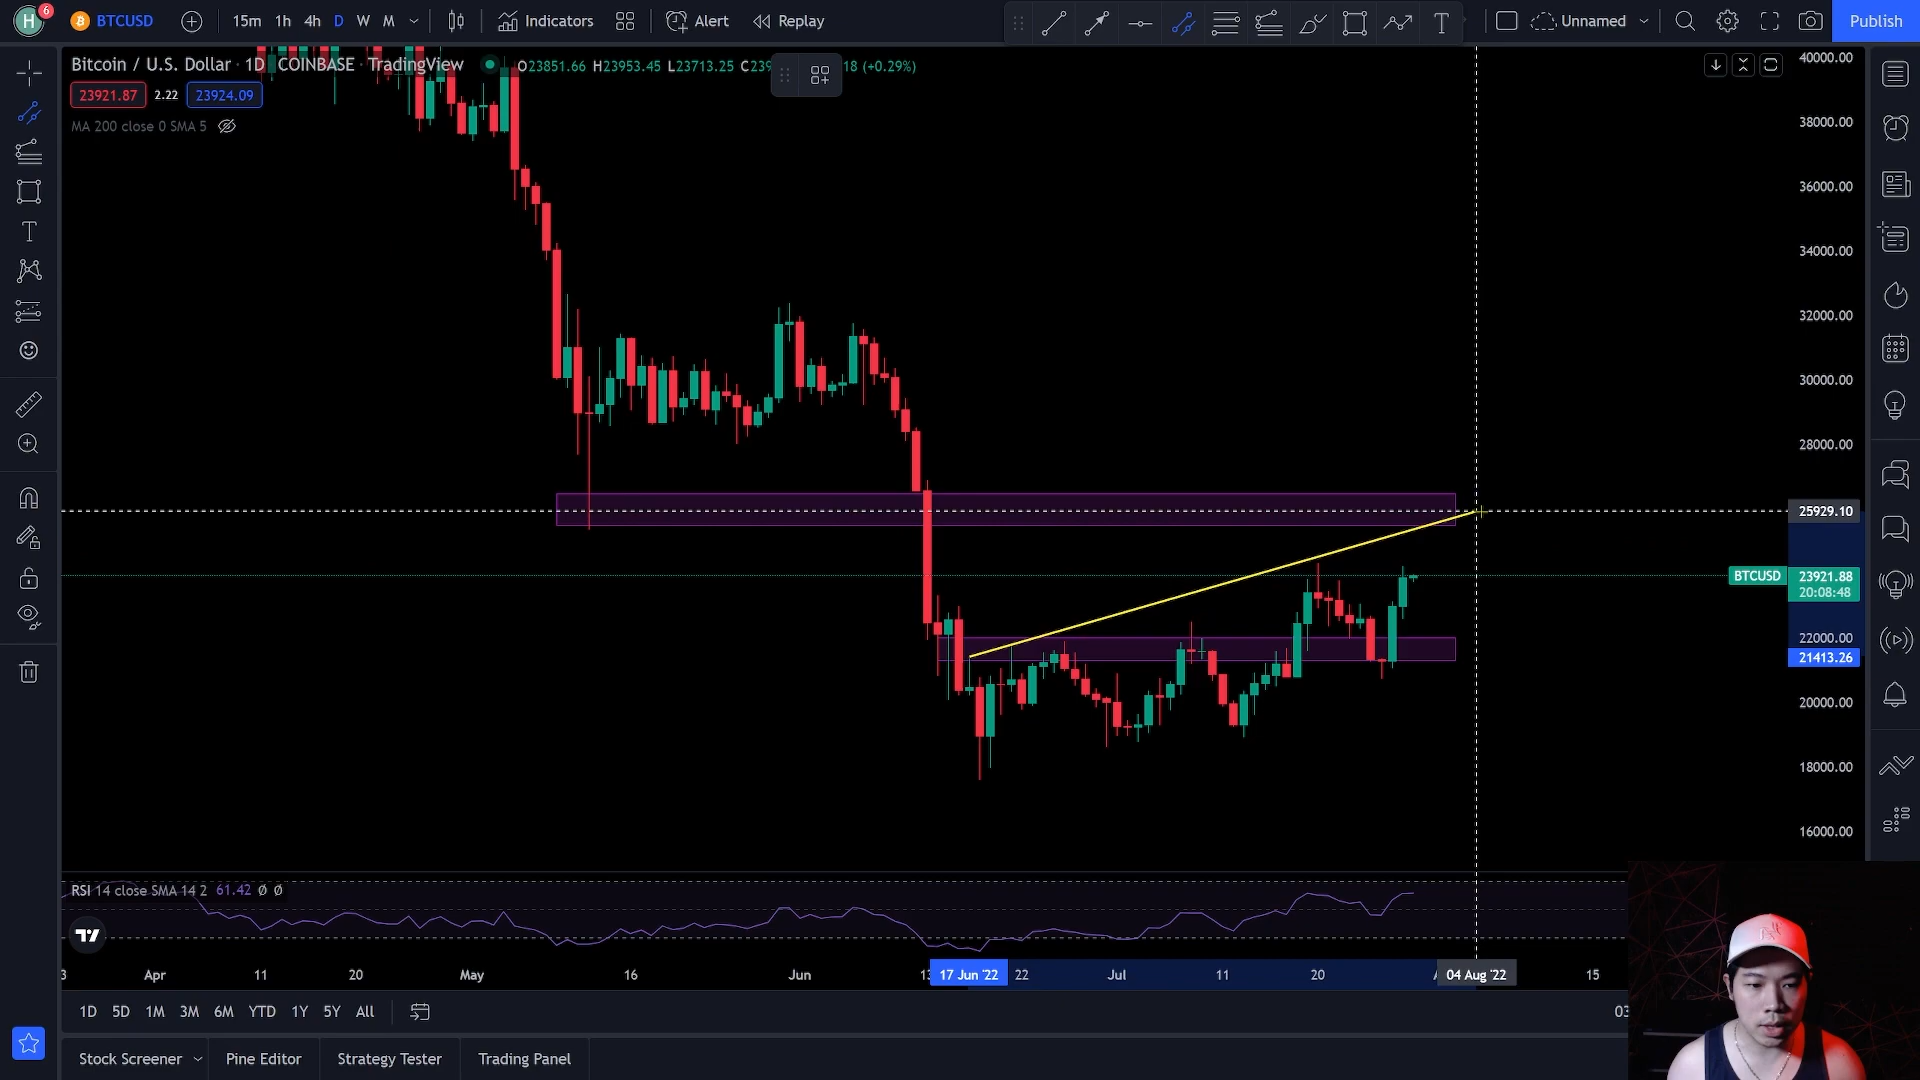 H 6 BTCUSD 15m 1h 4h D W M Indicators Alert Replay T Unnamed Publish
Bitcoin / U.S. Dollar · 1D · COINBASE · TradingView O23851.66 H23953.45 L23713.25 C23 18 (+0.29%)
23921.87 2.22 23924.09
MA 200 close 0 SMA 5
40000.00
38000.00
36000.00
34000.00
32000.00
30000.00
28000.00
25929.10
BTCUSD 23921.88
20:08:48
22000.00
21413.26
20000.00
18000.00
16000.00
RSI 14 close SMA 14 2 61.42 Ø Ø
3 Apr 11 20 May 16 Jun 13 17 Jun '22 22 Jul 11 20 04 Aug '22 15
1D 5D 1M 3M 6M YTD 1Y 5Y All 03
Stock Screener Pine Editor Strategy Tester Trading Panel